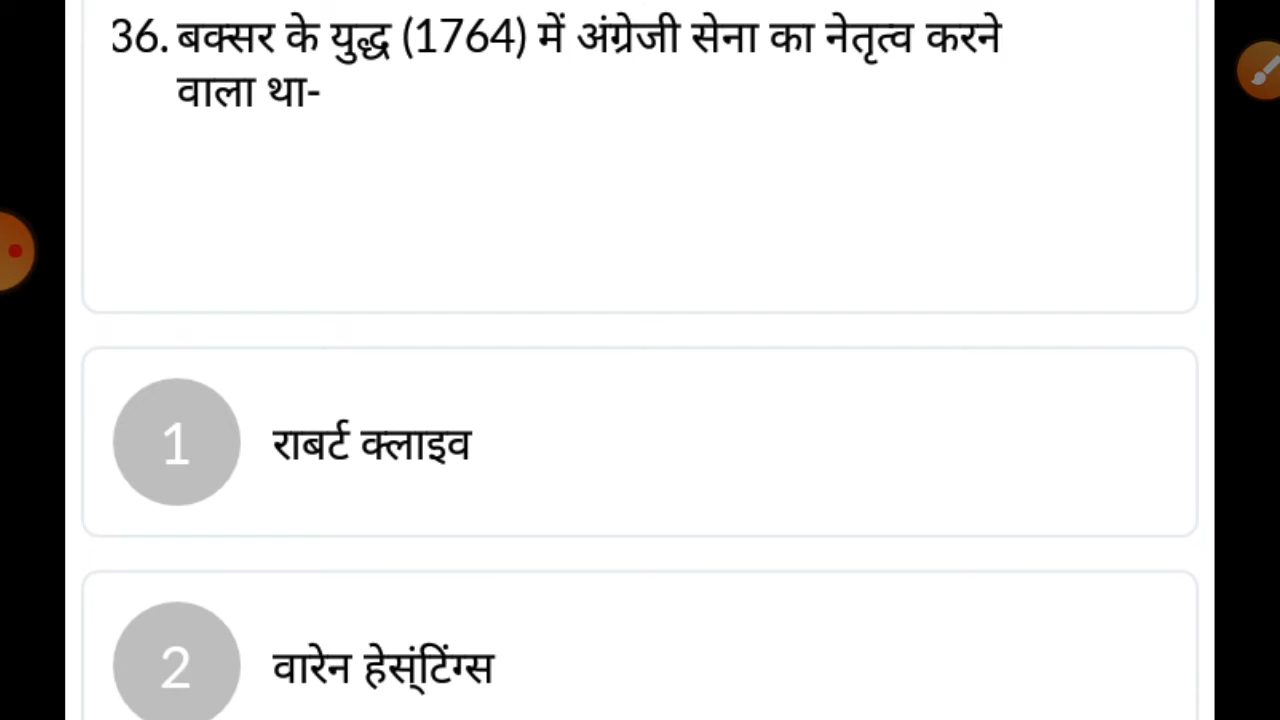 36. बक्सर के युद्ध (1764) में अंग्रेजी सेना का नेतृत्व करने
वाला था-
1 राबर्ट क्लाइव
2 वारेन हेस्ंटिंग्स